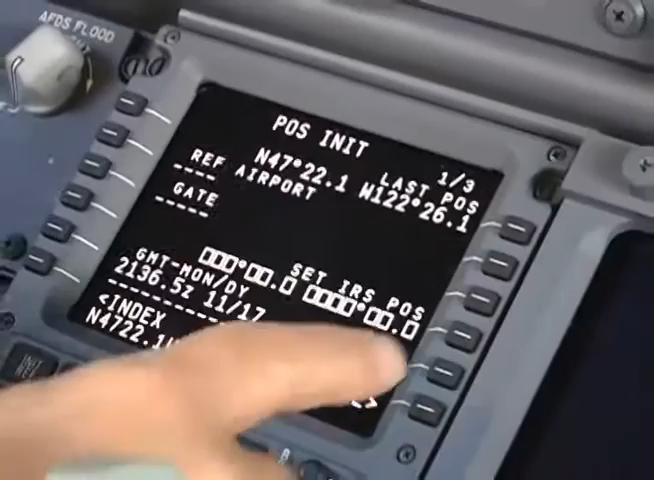 AFDS FLOOD
POS INIT
1/3
LAST POS
N47°22.1 W122°26.1
REF AIRPORT
-----
GATE
-----
SET IRS POS
□□□°□□.□ □□□□°□□.□
GMT-MON/DY
2136.5z 11/17
<INDEX
N4722.1